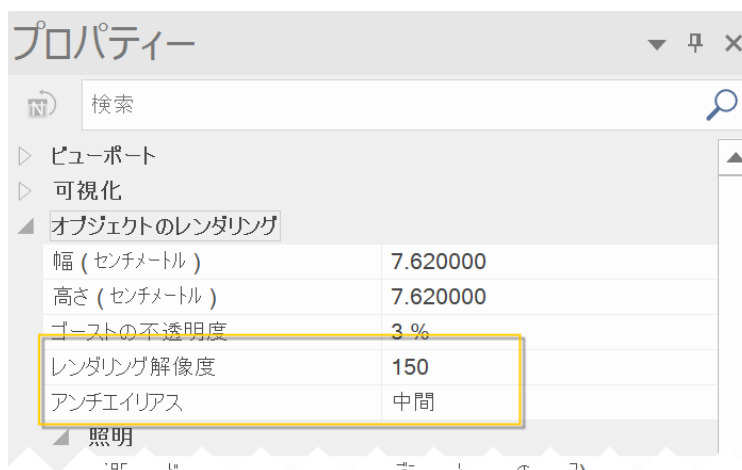 プロパティー
検索
ビューポート
可視化
オブジェクトのレンダリング
幅 ( センチメートル ) 7.620000
高さ ( センチメートル ) 7.620000
ゴーストの不透明度 3 %
レンダリング解像度 150
アンチエイリアス 中間
照明